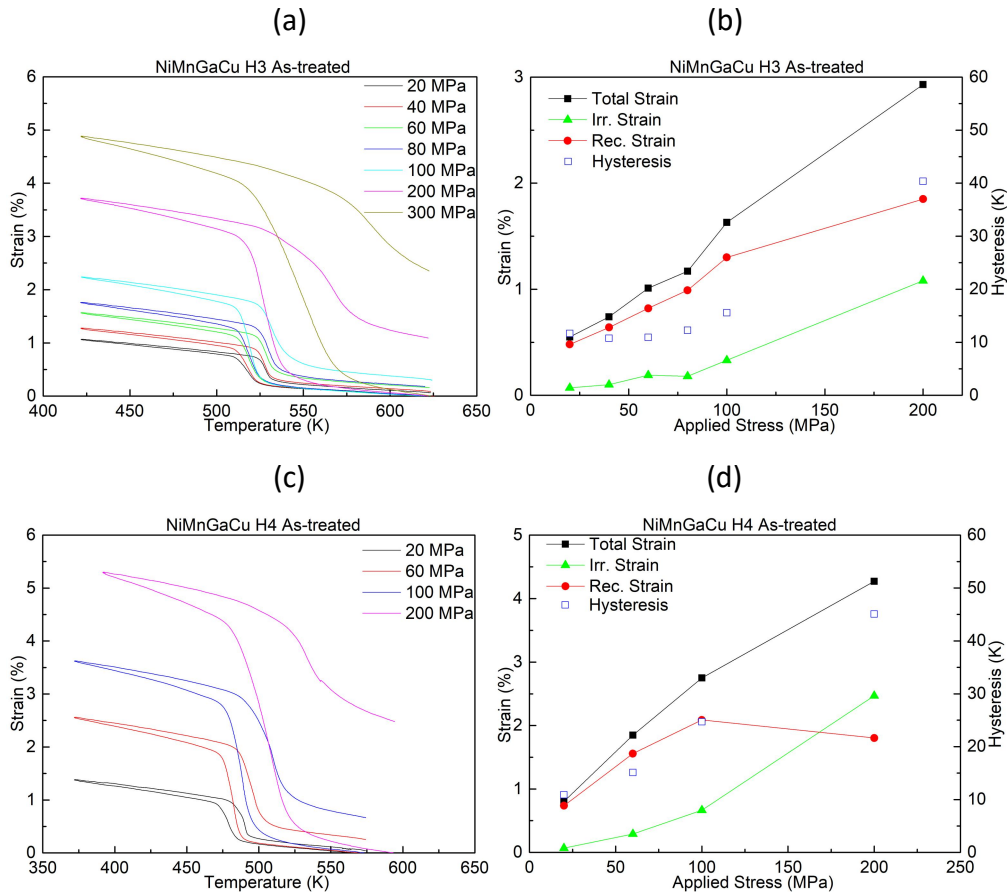 (a)
NiMnGaCu H3 As-treated
6
5
4
3
2
1
0
Strain (%)
400 450 500 550 600 650
Temperature (K)
20 MPa
40 MPa
60 MPa
80 MPa
100 MPa
200 MPa
300 MPa
(b)
NiMnGaCu H3 As-treated
3
2
1
0
Strain (%)
Total Strain
Irr. Strain
Rec. Strain
Hysteresis
60
50
40
30
20
10
0
Hysteresis (K)
0 50 100 150 200
Applied Stress (MPa)
(c)
NiMnGaCu H4 As-treated
6
5
4
3
2
1
0
Strain (%)
350 400 450 500 550 600 650
Temperature (K)
20 MPa
60 MPa
100 MPa
200 MPa
(d)
NiMnGaCu H4 As-treated
5
4
3
2
1
0
Strain (%)
Total Strain
Irr. Strain
Rec. Strain
Hysteresis
60
50
40
30
20
10
0
Hysteresis (K)
0 50 100 150 200 250
Applied Stress (MPa)